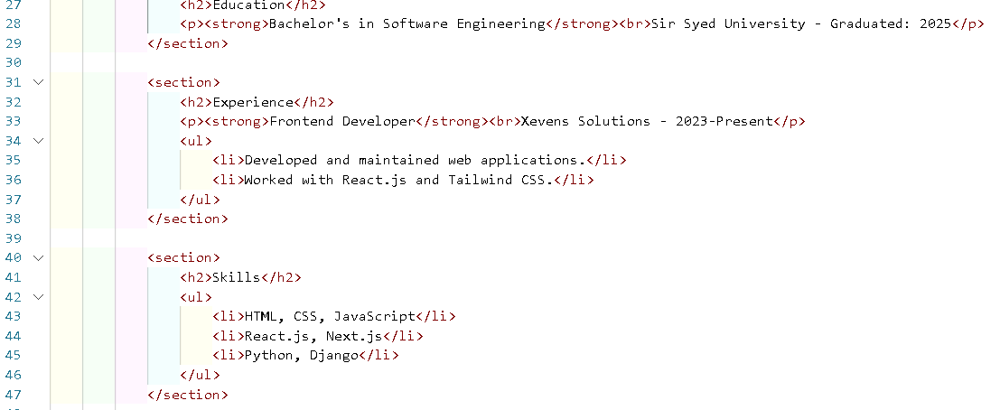 27 <h2>Education</h2>
28 <p><strong>Bachelor's in Software Engineering</strong><br>Sir Syed University - Graduated: 2025</p>
29 </section>
30
31 <section>
32 <h2>Experience</h2>
33 <p><strong>Frontend Developer</strong><br>Xevens Solutions - 2023-Present</p>
34 <ul>
35 <li>Developed and maintained web applications.</li>
36 <li>Worked with React.js and Tailwind CSS.</li>
37 </ul>
38 </section>
39
40 <section>
41 <h2>Skills</h2>
42 <ul>
43 <li>HTML, CSS, JavaScript</li>
44 <li>React.js, Next.js</li>
45 <li>Python, Django</li>
46 </ul>
47 </section>